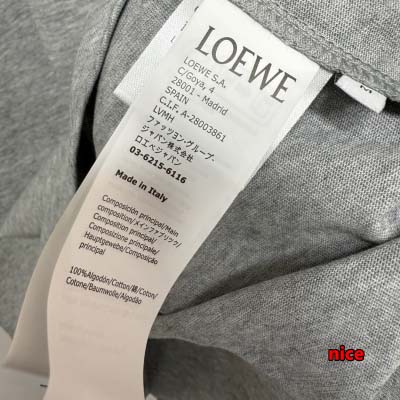 LOEWE
LOEWE S.A.
C/Goya, 4
28001 - Madrid
SPAIN
C.I.F. A-28003861
LVMH
ファッション・グループ・
ジャパン株式会社
ロエベジャパン
03-6215-6116
Made in Italy
Composición principal/Main
composition/メインファブリック/
Composition principal/
Composizione principale/
Hauptgewebe/Composição
principal
100%Algodón/Cotton/綿/Coton/
Cotone/Baumwolle/Algodão
M
nice